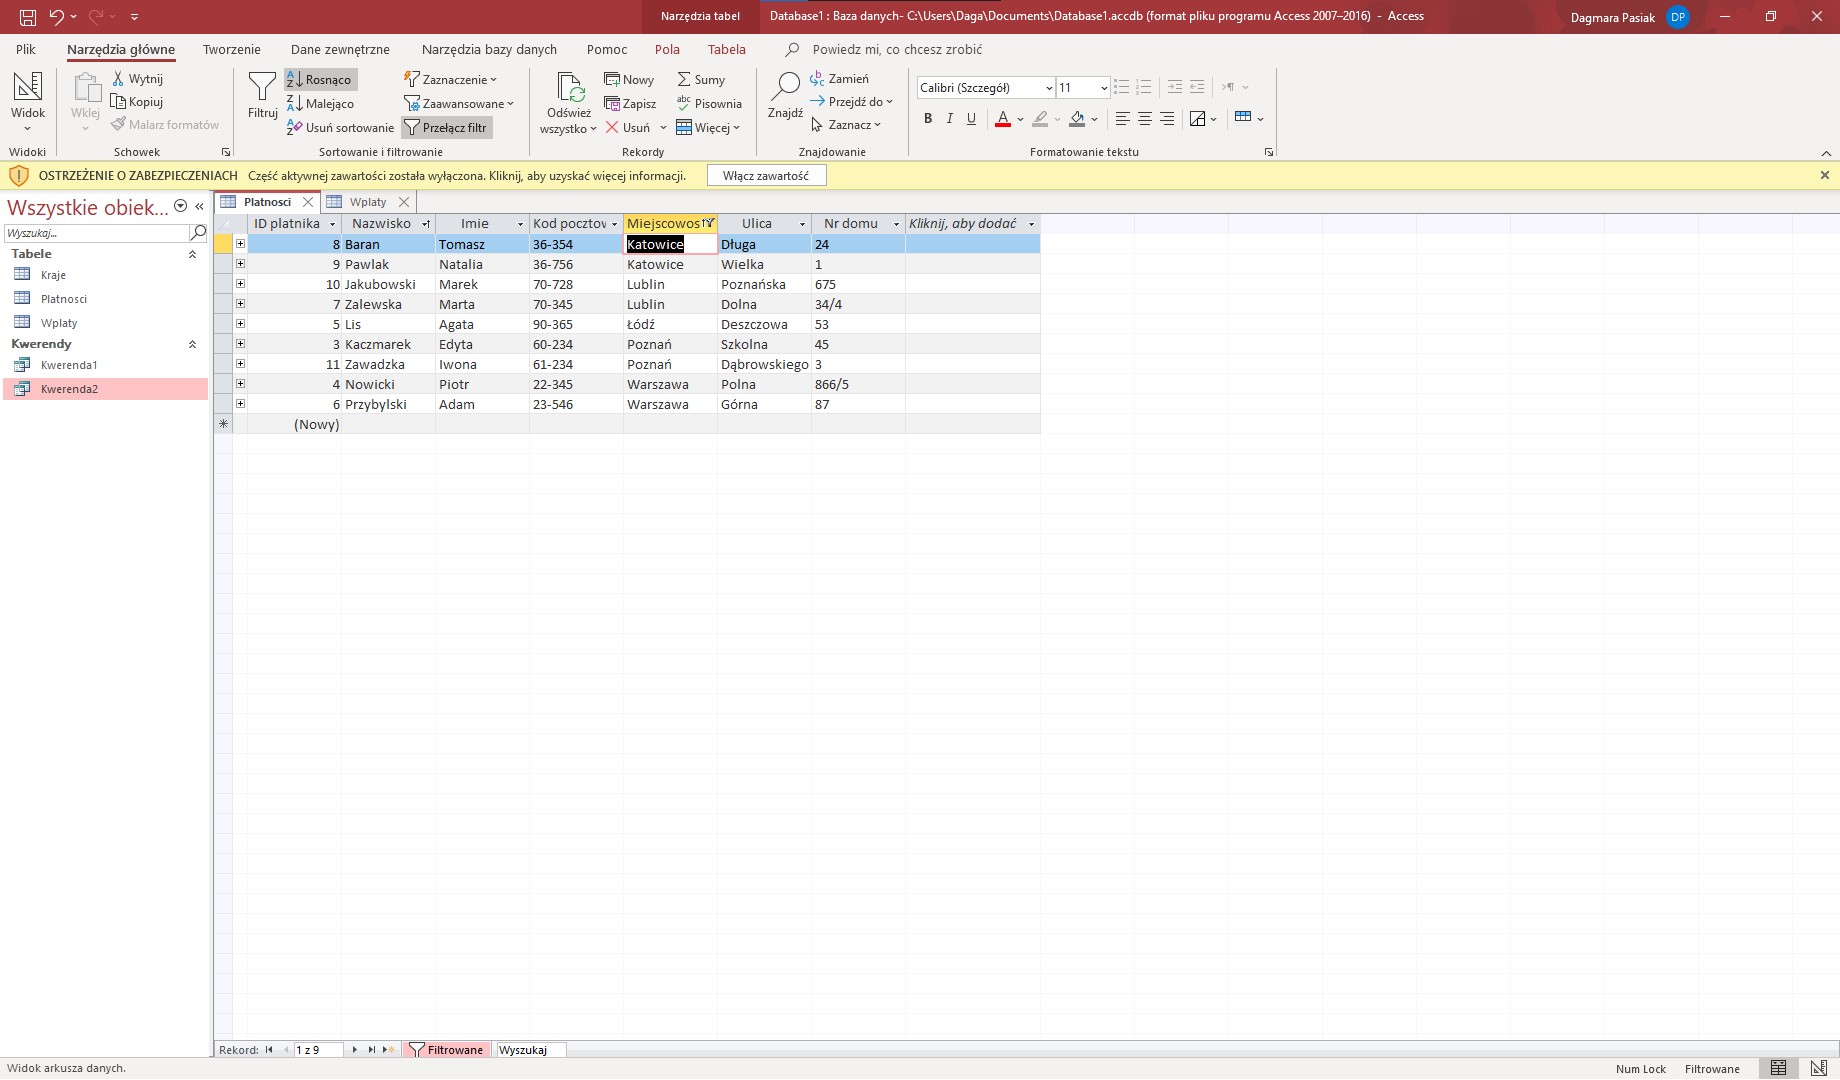 Narzędzia tabel
Database1 : Baza danych- C:\Users\Daga\Documents\Database1.accdb (format pliku programu Access 2007–2016) - Access
Dagmara Pasiak DP
Plik Narzędzia główne Tworzenie Dane zewnętrzne Narzędzia bazy danych Pomoc Pola Tabela Powiedz mi, co chcesz zrobić
Widok
Widoki
Wklej
Wytnij
Kopiuj
Malarz formatów
Schowek
Filtruj
Rosnąco
Malejąco
Usuń sortowanie
Zaznaczenie
Zaawansowane
Przełącz filtr
Sortowanie i filtrowanie
Odśwież
wszystko
Nowy
Zapisz
Usuń
Sumy
Pisownia
Więcej
Rekordy
Znajdź
Zamień
Przejdź do
Zaznacz
Znajdowanie
Calibri (Szczegół) 11
B I U A
Formatowanie tekstu
OSTRZEŻENIE O ZABEZPIECZENIACH Część aktywnej zawartości została wyłączona. Kliknij, aby uzyskać więcej informacji. Włącz zawartość
Wszystkie obiek...
Wyszukaj...
Tabele
Kraje
Platnosci
Wplaty
Kwerendy
Kwerenda1
Kwerenda2
Platnosci Wplaty
ID platnika Nazwisko Imie Kod pocztov Miejscowos Ulica Nr domu Kliknij, aby dodać
8 Baran Tomasz 36-354 Katowice Długa 24
9 Pawlak Natalia 36-756 Katowice Wielka 1
10 Jakubowski Marek 70-728 Lublin Poznańska 675
7 Zalewska Marta 70-345 Lublin Dolna 34/4
5 Lis Agata 90-365 Łódź Deszczowa 53
3 Kaczmarek Edyta 60-234 Poznań Szkolna 45
11 Zawadzka Iwona 61-234 Poznań Dąbrowskiego 3
4 Nowicki Piotr 22-345 Warszawa Polna 866/5
6 Przybylski Adam 23-546 Warszawa Górna 87
(Nowy)
Rekord: 1 z 9 Filtrowane Wyszukaj
Widok arkusza danych.
Num Lock Filtrowane